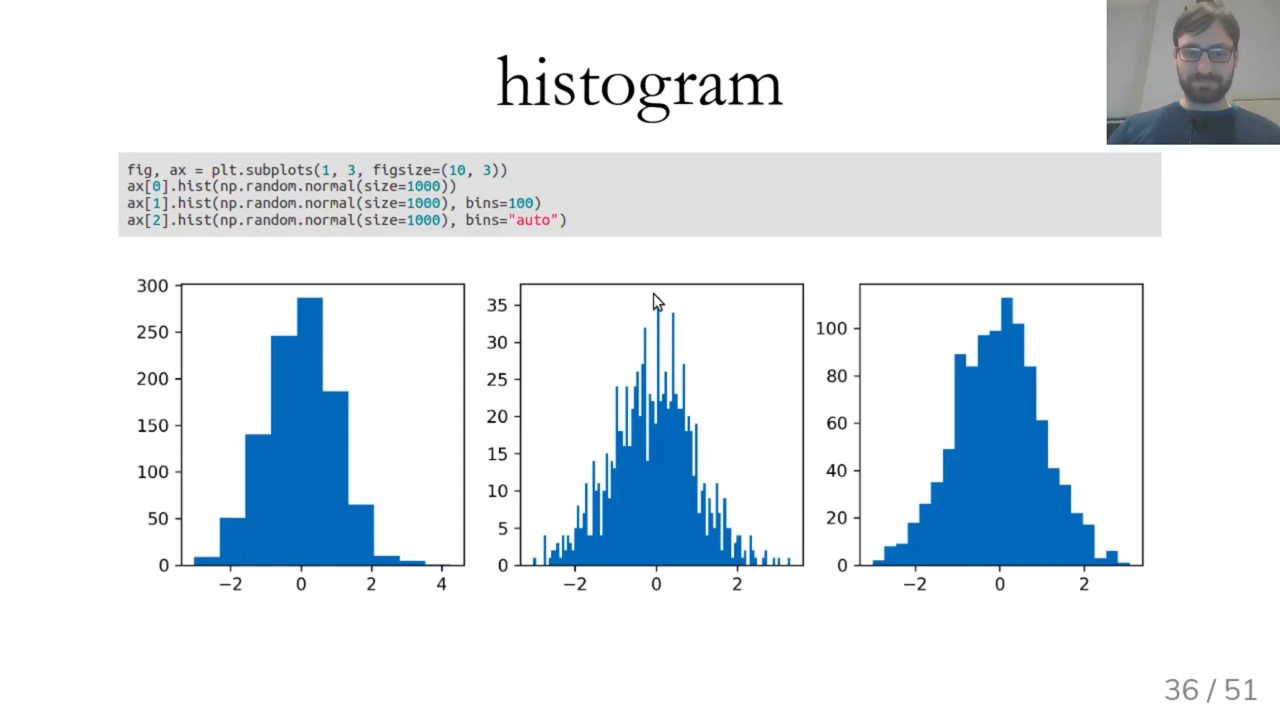 histogram
fig, ax = plt.subplots(1, 3, figsize=(10, 3))
ax[0].hist(np.random.normal(size=1000))
ax[1].hist(np.random.normal(size=1000), bins=100)
ax[2].hist(np.random.normal(size=1000), bins="auto")
300
250
200
150
100
50
0
−2 0 2 4
35
30
25
20
15
10
5
0
−2 0 2
100
80
60
40
20
0
−2 0 2
36 / 51